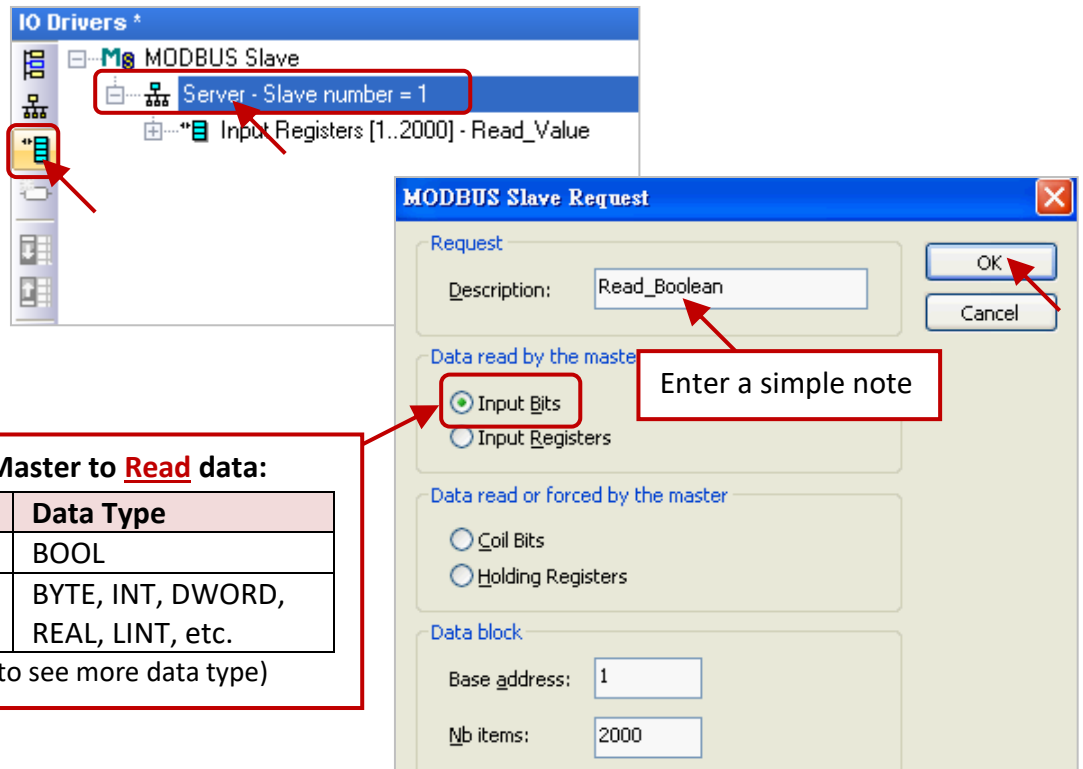 IO Drivers *
MODBUS Slave
Server - Slave number = 1
Input Registers [1..2000] - Read_Value
MODBUS Slave Request
Request
Description: Read_Boolean
OK
Cancel
Data read by the maste
Enter a simple note
Input Bits
Input Registers
Master to Read data:
Data Type
BOOL
BYTE, INT, DWORD,
REAL, LINT, etc.
to see more data type)
Data read or forced by the master
Coil Bits
Holding Registers
Data block
Base address: 1
Nb items: 2000